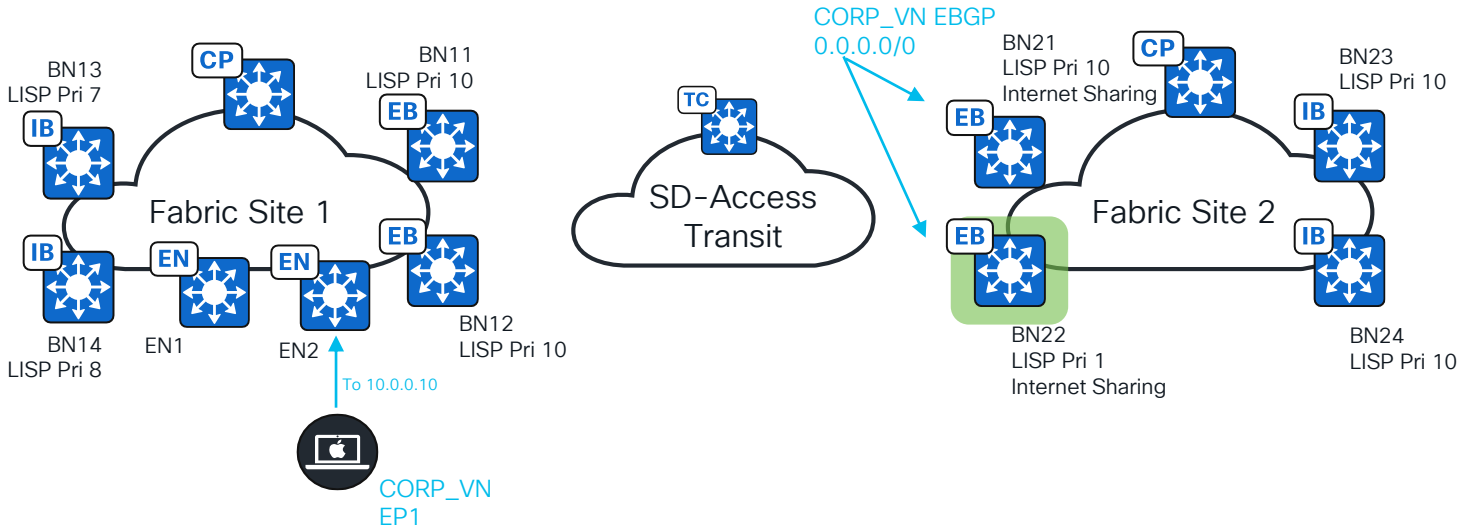 BN13
LISP Pri 7
IB
CP
BN11
LISP Pri 10
EB
Fabric Site 1
IB
BN14
LISP Pri 8
EN
EN1
EN
EN2
EB
BN12
LISP Pri 10
To 10.0.0.10
CORP_VN
EP1
TC
SD-Access
Transit
CORP_VN EBGP
0.0.0.0/0
BN21
LISP Pri 10
Internet Sharing
EB
CP
BN23
LISP Pri 10
IB
Fabric Site 2
EB
BN22
LISP Pri 1
Internet Sharing
IB
BN24
LISP Pri 10